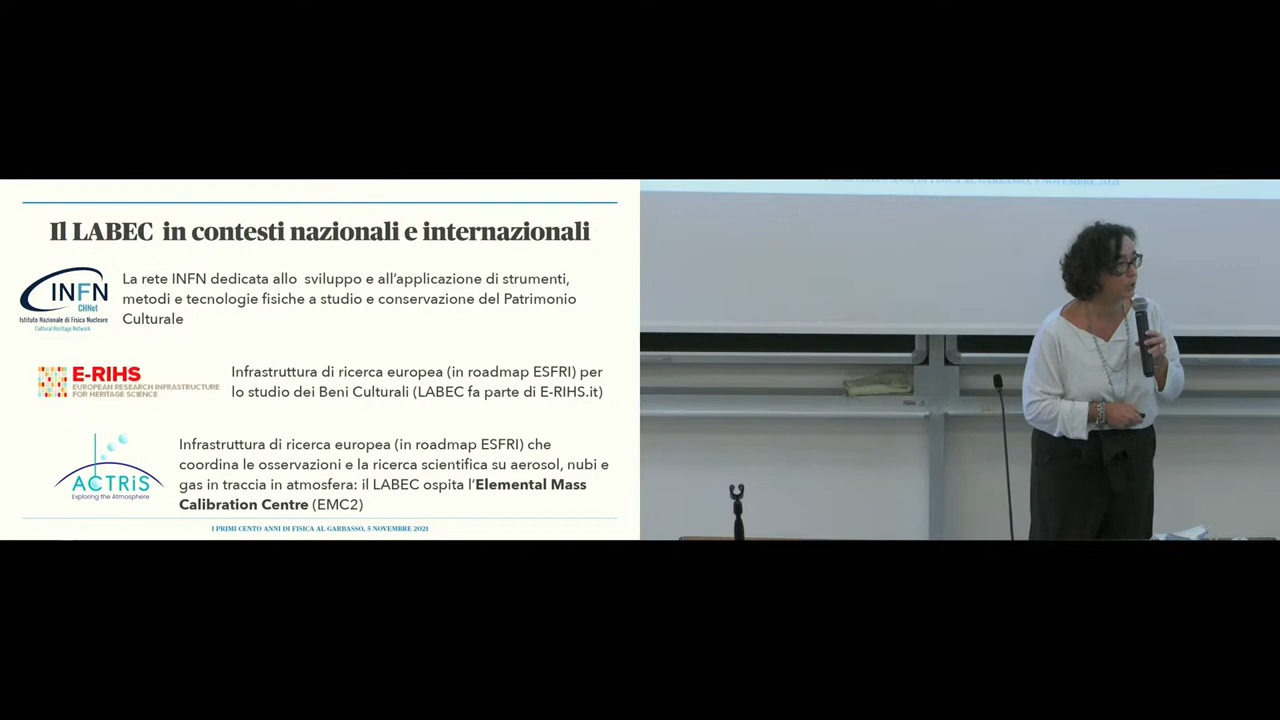 Il LABEC in contesti nazionali e internazionali
INFN
CHNet
Istituto Nazionale di Fisica Nucleare
Cultural Heritage Network
La rete INFN dedicata allo sviluppo e all'applicazione di strumenti,
metodi e tecnologie fisiche a studio e conservazione del Patrimonio
Culturale
E-RIHS
EUROPEAN RESEARCH INFRASTRUCTURE
FOR HERITAGE SCIENCE
Infrastruttura di ricerca europea (in roadmap ESFRI) per
lo studio dei Beni Culturali (LABEC fa parte di E-RIHS.it)
ACTRiS
Exploring the Atmosphere
Infrastruttura di ricerca europea (in roadmap ESFRI) che
coordina le osservazioni e la ricerca scientifica su aerosol, nubi e
gas in traccia in atmosfera: il LABEC ospita l'Elemental Mass
Calibration Centre (EMC2)
I PRIMI CENTO ANNI DI FISICA AL GARBASSO, 5 NOVEMBRE 2021